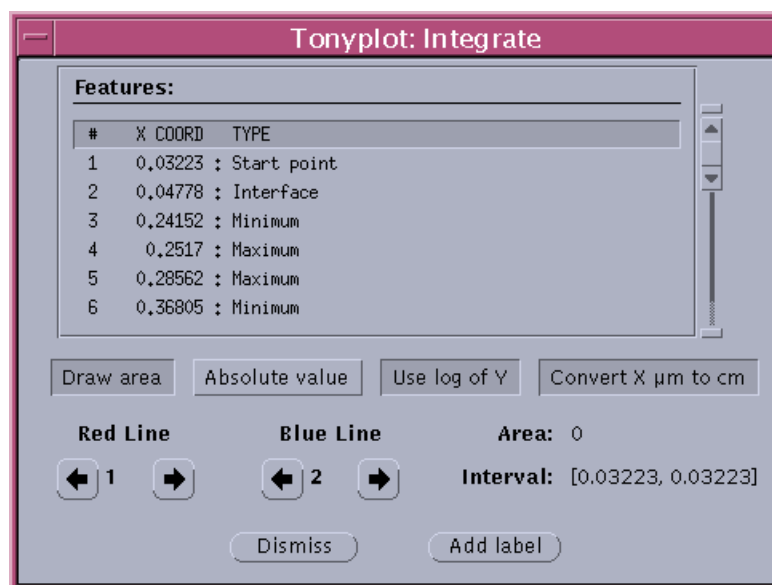 Tonyplot: Integrate
Features:
# X COORD TYPE
1 0.03223 : Start point
2 0.04778 : Interface
3 0.24152 : Minimum
4 0.2517 : Maximum
5 0.28562 : Maximum
6 0.36805 : Minimum
Draw area Absolute value Use log of Y Convert X µm to cm
Red Line Blue Line Area: 0
1 2 Interval: [0.03223, 0.03223]
Dismiss Add label